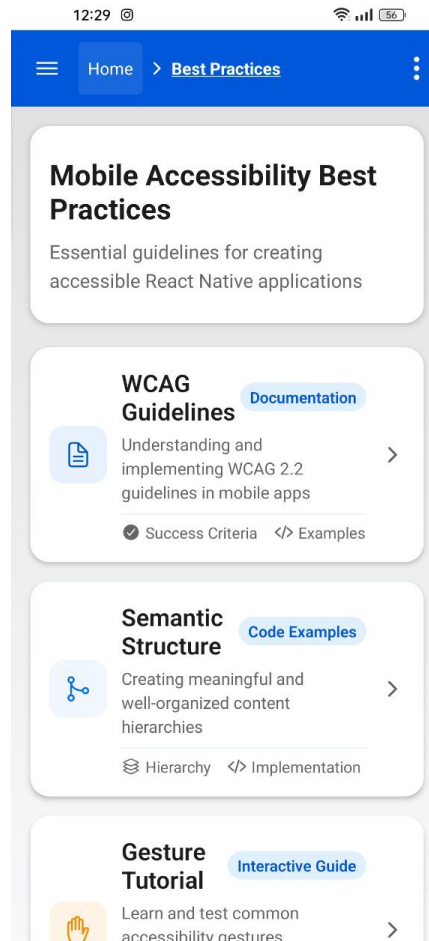 12:29
56
Home > Best Practices
Mobile Accessibility Best
Practices
Essential guidelines for creating
accessible React Native applications
WCAG
Guidelines
Documentation
Understanding and
implementing WCAG 2.2
guidelines in mobile apps
Success Criteria </> Examples
Semantic
Structure
Code Examples
Creating meaningful and
well-organized content
hierarchies
Hierarchy </> Implementation
Gesture
Tutorial
Interactive Guide
Learn and test common
accessibility gestures